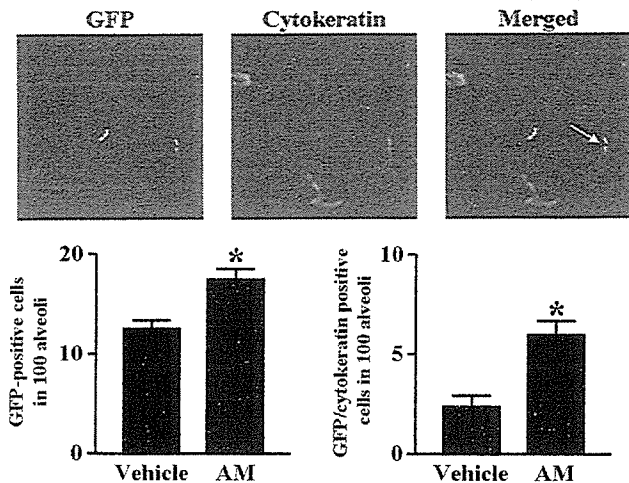 GFP Cytokeratin Merged
GFP-positive cells
in 100 alveoli
20
10
0
*
Vehicle AM
GFP/cytokeratin positive
cells in 100 alveoli
10
5
0
*
Vehicle AM